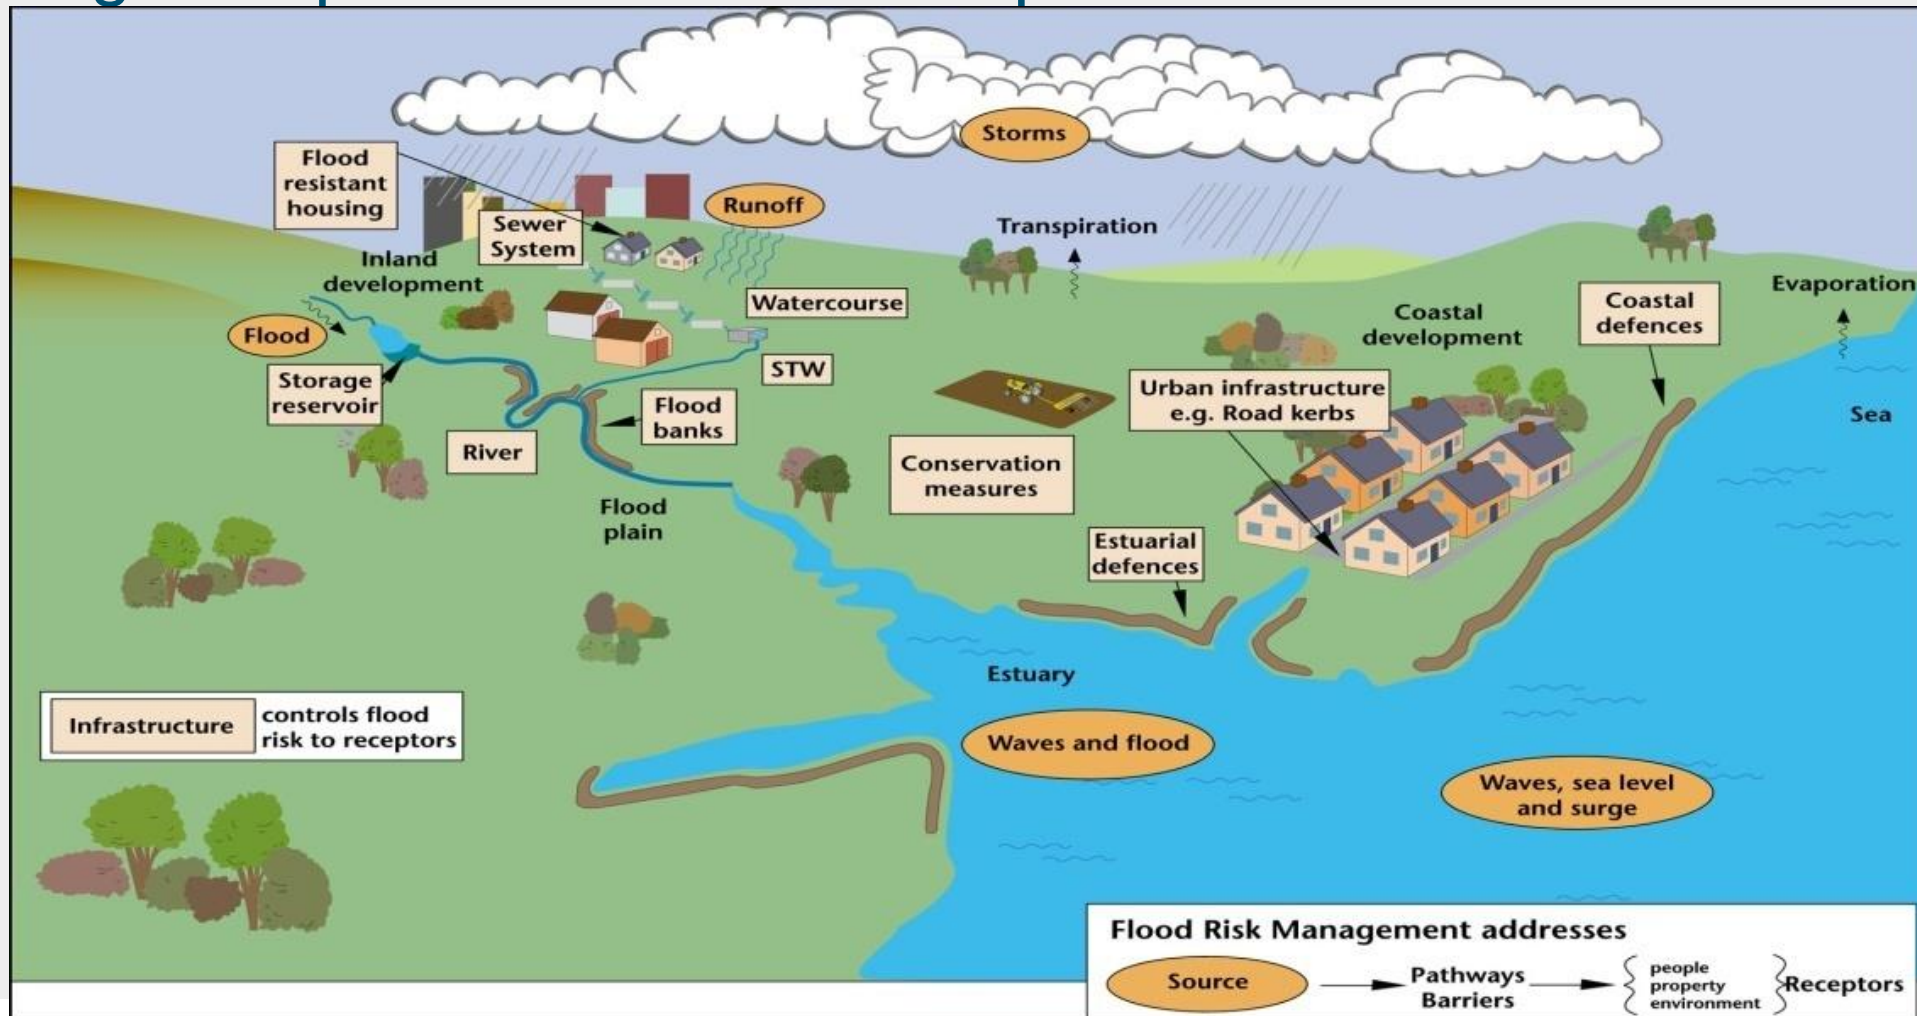 Storms
Flood
resistant
housing
Sewer
System
Runoff
Transpiration
Inland
development
Watercourse
Evaporation
Coastal
defences
Coastal
development
Flood
STW
Storage
reservoir
Flood
banks
Urban infrastructure
e.g. Road kerbs
Sea
River
Conservation
measures
Flood
plain
Estuarial
defences
Estuary
Infrastructure
controls flood
risk to receptors
Waves and flood
Waves, sea level
and surge
Flood Risk Management addresses
Source
Pathways
Barriers
people
property
environment
Receptors